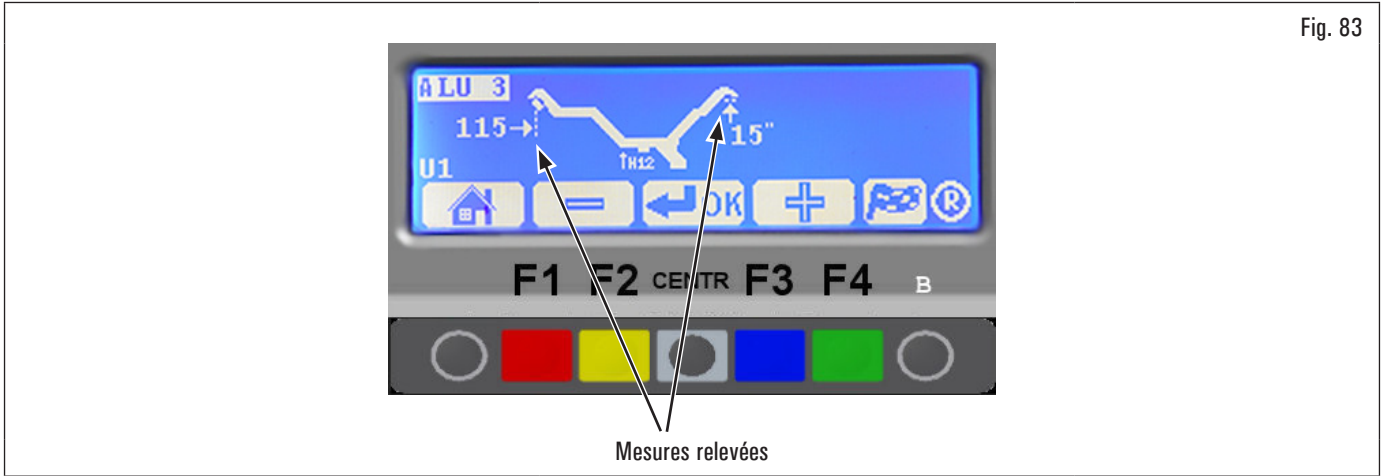 Fig. 83
ALU 3
115
15"
H12
U1
OK
R
F1 F2 CENTR F3 F4 B
Mesures relevées